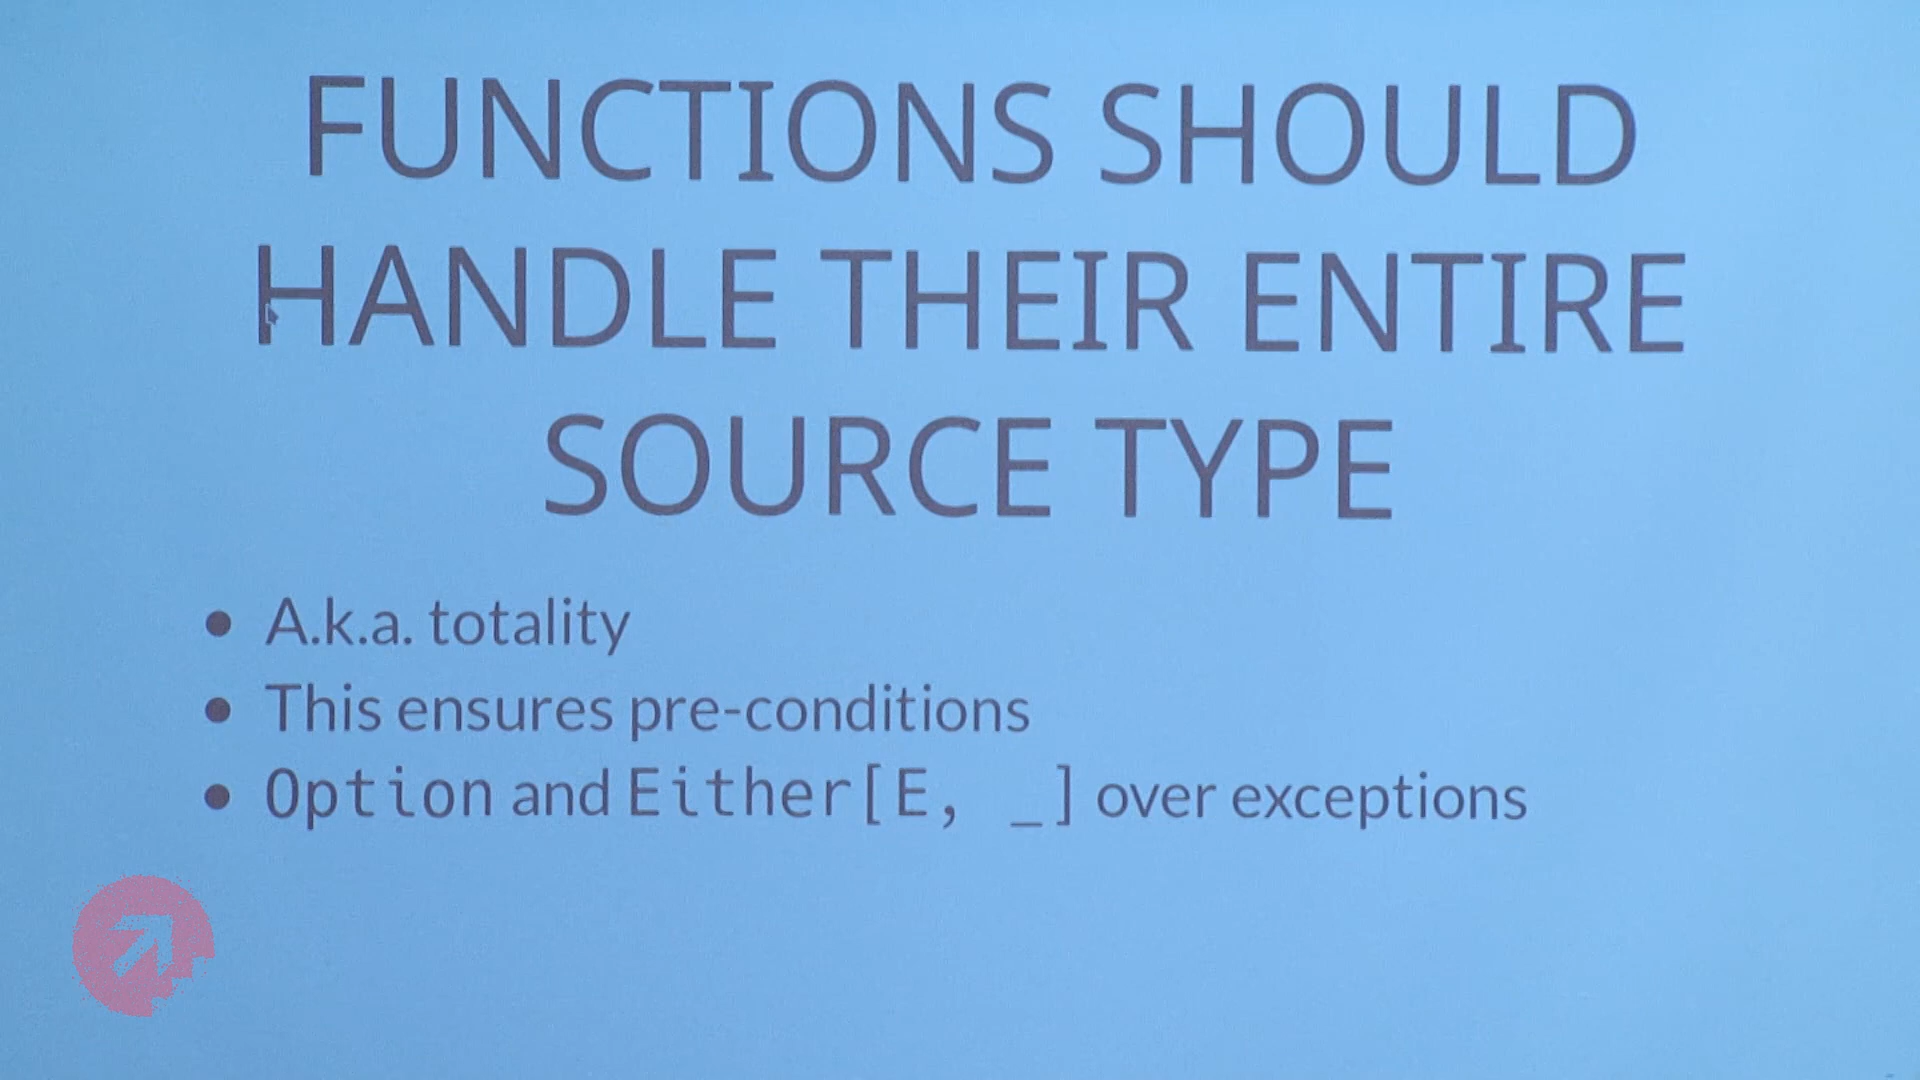 FUNCTIONS SHOULD
HANDLE THEIR ENTIRE
SOURCE TYPE
A.k.a. totality
This ensures pre-conditions
Option and Either[E, _] over exceptions